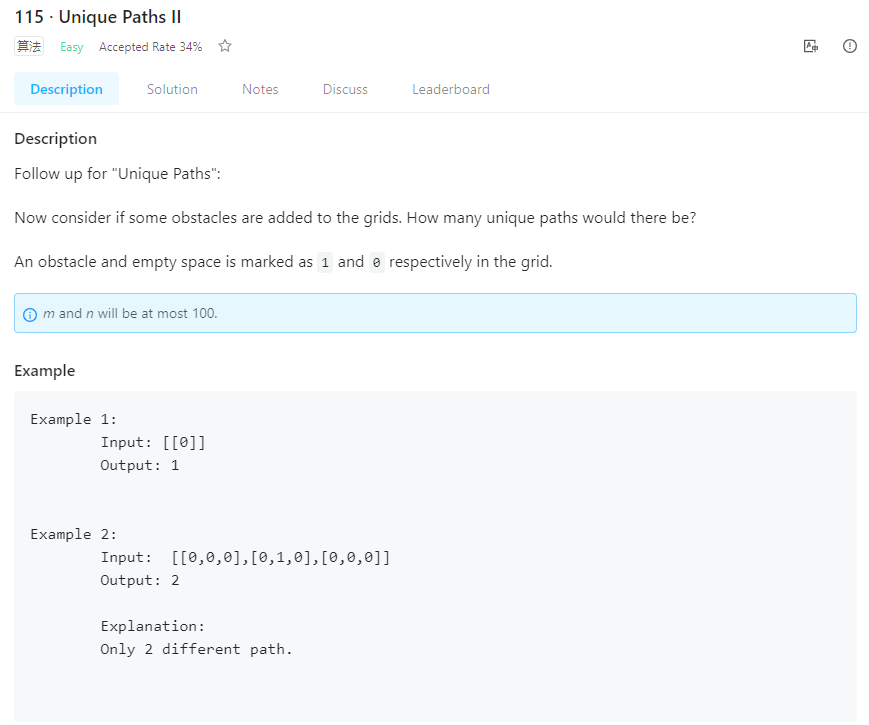 115 · Unique Paths II
算法 Easy Accepted Rate 34%
Description Solution Notes Discuss Leaderboard
Description
Follow up for "Unique Paths":
Now consider if some obstacles are added to the grids. How many unique paths would there be?
An obstacle and empty space is marked as 1 and 0 respectively in the grid.
m and n will be at most 100.
Example
Example 1:
Input: [[0]]
Output: 1
Example 2:
Input:  [[0,0,0],[0,1,0],[0,0,0]]
Output: 2
Explanation:
Only 2 different path.